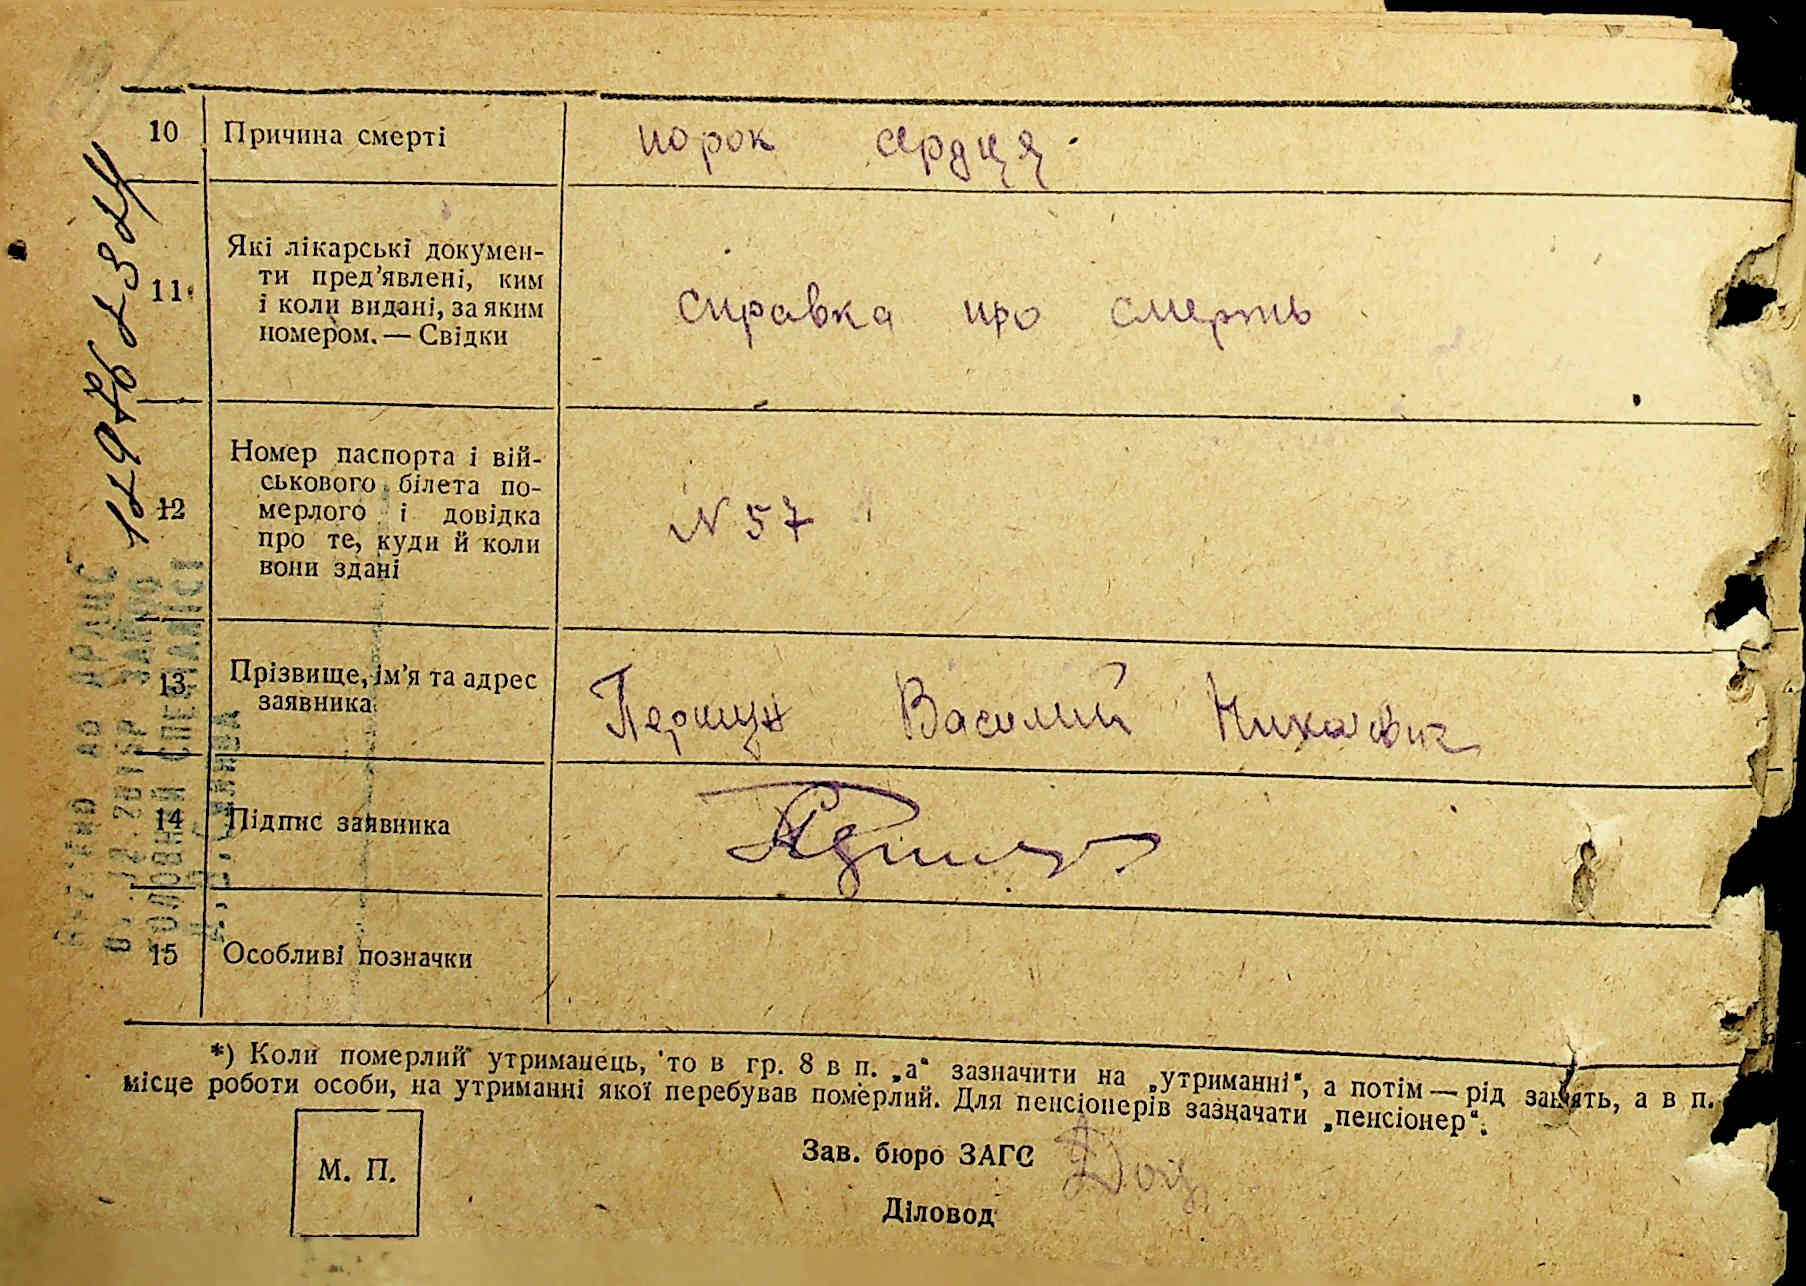 10 Причина смерті порок сердця.
11 Які лікарські докумен-
ти пред'явлені, ким
і коли видані, за яким
номером. — Свідки
справка про смерть
12 Номер паспорта і вій-
ськового білета по-
мерлого і довідка
про те, куди й коли
вони здані
N 57
13 Прізвище, ім'я та адрес
заявника
Василий
14 Підпис заявника
15 Особливі позначки
*) Коли померлий утриманець, то в гр. 8 в п. „а“ зазначити на „утриманні“, а потім — рід занять, а в п.
місце роботи особи, на утриманні якої перебував померлий. Для пенсіонерів зазначати „пенсіонер“.
М. П.
Зав. бюро ЗАГС
Діловод